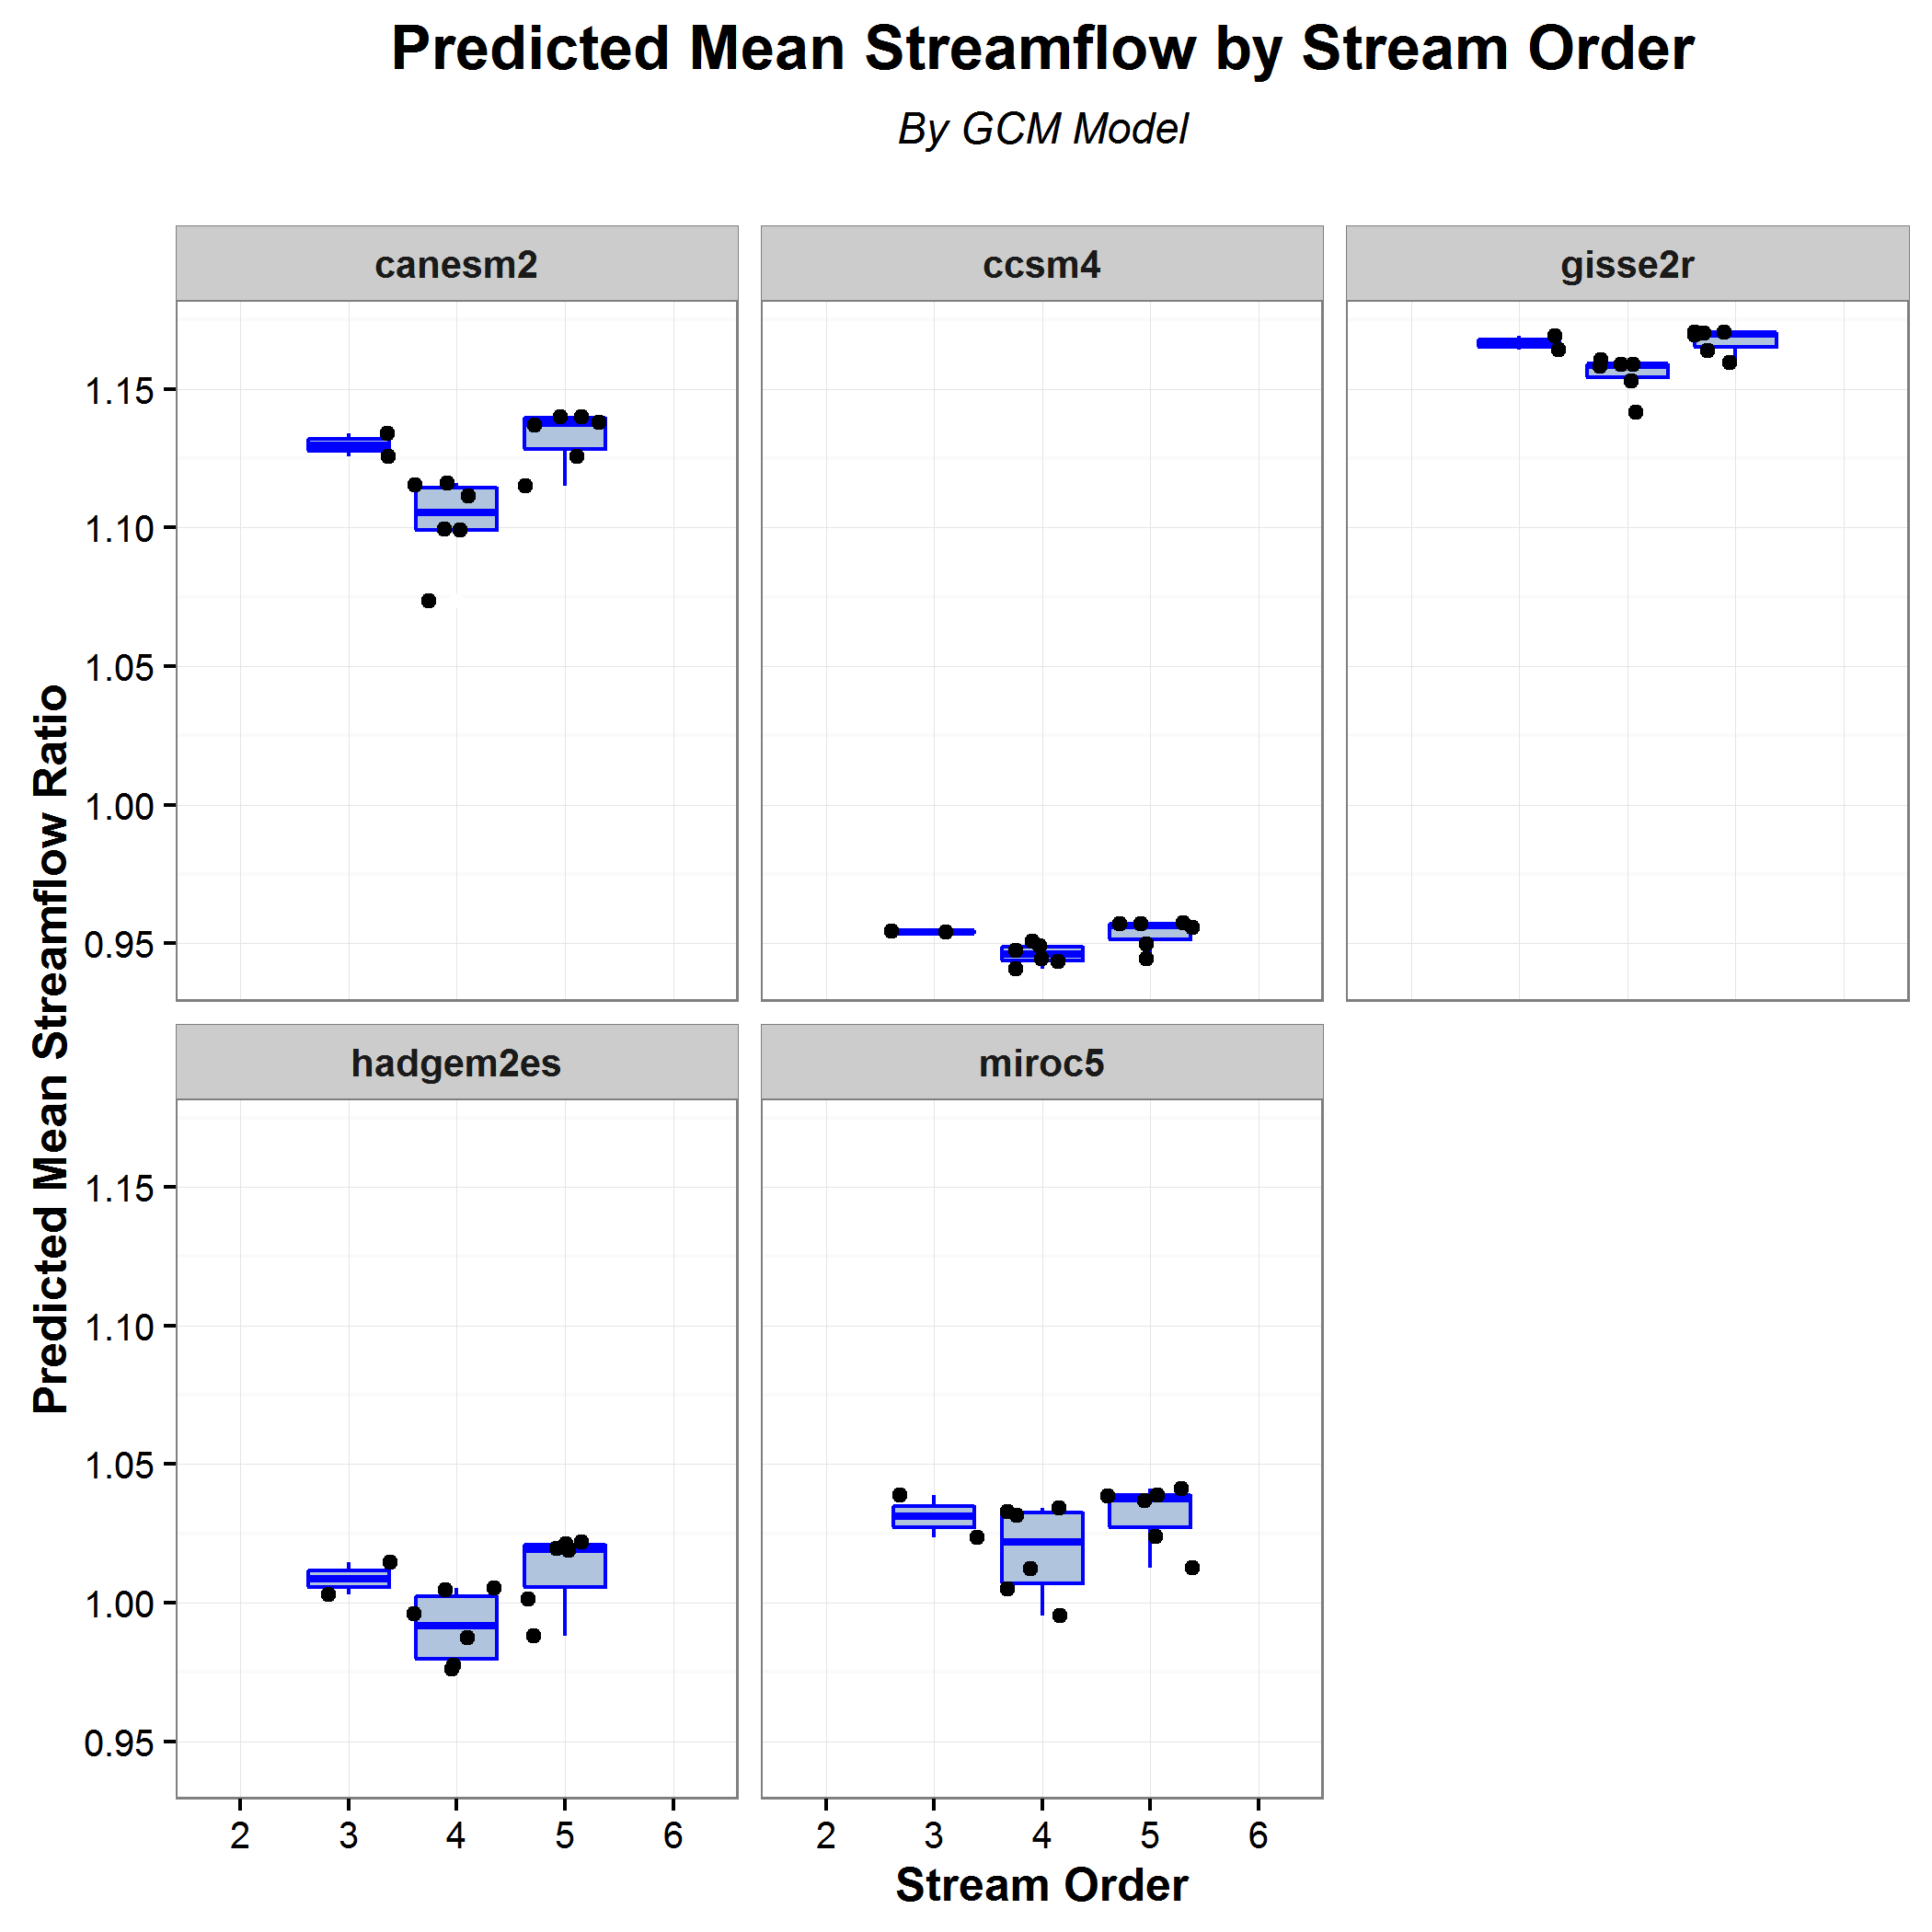 Predicted Mean Streamflow by Stream Order
By GCM Model
canesm2
ccsm4
gisse2r
1.15
1.10
1.05
1.00
0.95
Predicted Mean Streamflow Ratio
hadgem2es
miroc5
1.15
1.10
1.05
1.00
0.95
2 3 4 5 6
2 3 4 5 6
Stream Order